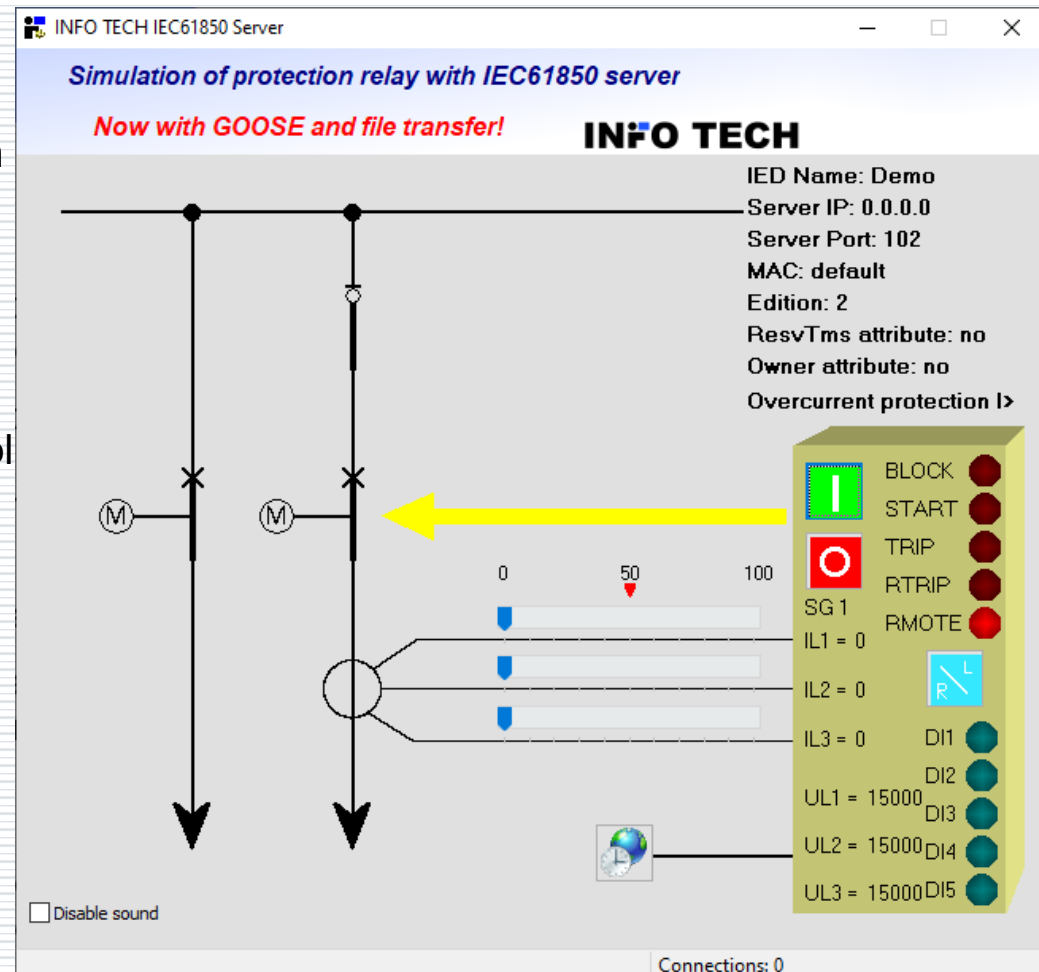 INFO TECH IEC61850 Server
Simulation of protection relay with IEC61850 server
Now with GOOSE and file transfer!
INFO TECH
IED Name: Demo
Server IP: 0.0.0.0
Server Port: 102
MAC: default
Edition: 2
ResvTms attribute: no
Owner attribute: no
Overcurrent protection I>
BLOCK
START
TRIP
RTRIP
RMOTE
M
M
0 50 100
SG 1
IL1 = 0
IL2 = 0
IL3 = 0
L
R
DI1
DI2
UL1 = 15000
DI3
UL2 = 15000
DI4
UL3 = 15000
DI5
Disable sound
Connections: 0